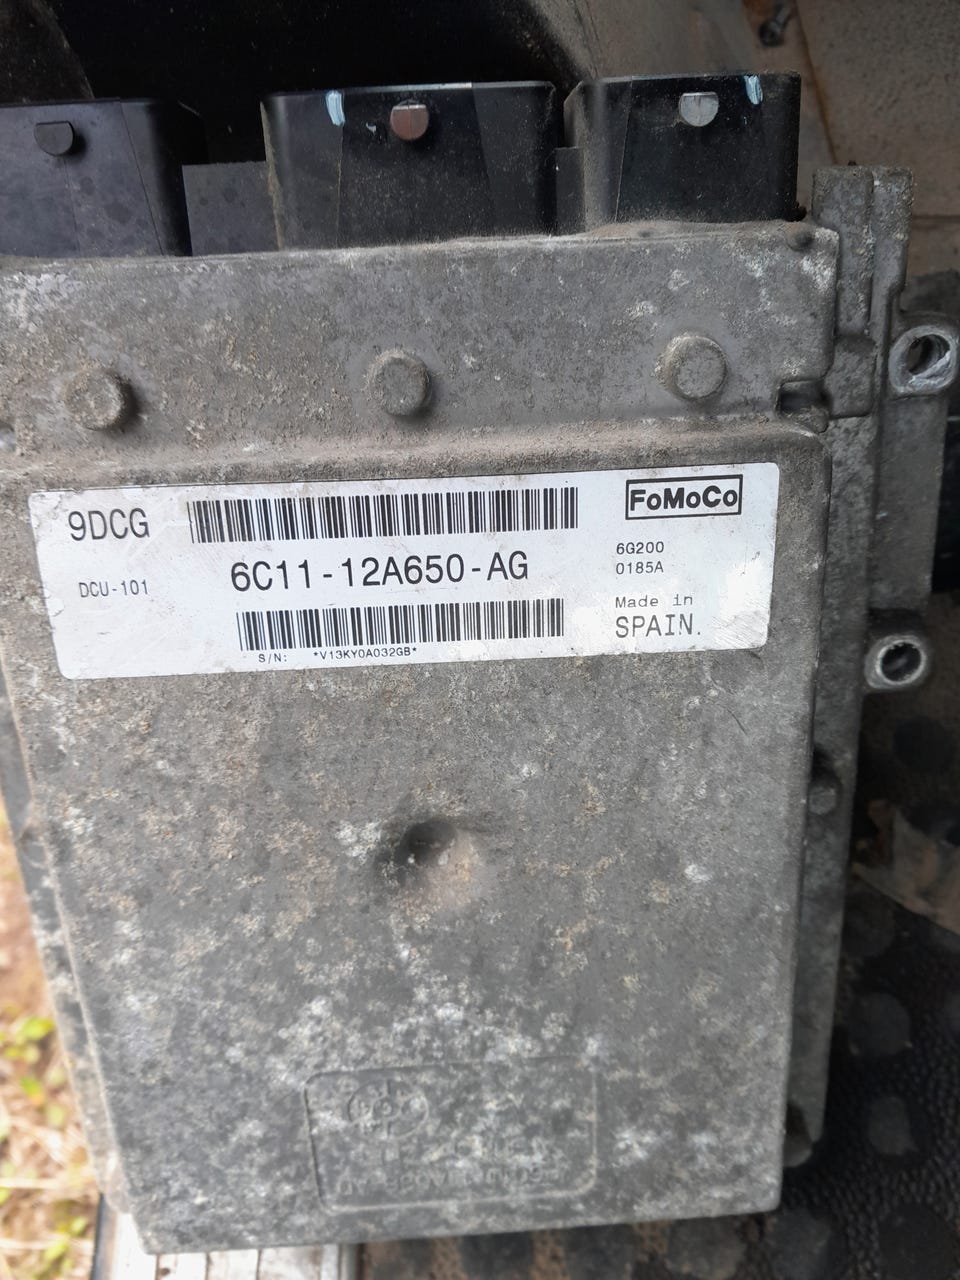 9DCG
FoMoCo
DCU-101
6C11-12A650-AG
6G200
0185A
Made in
SPAIN.
S/N: *V13KY0A032GB*